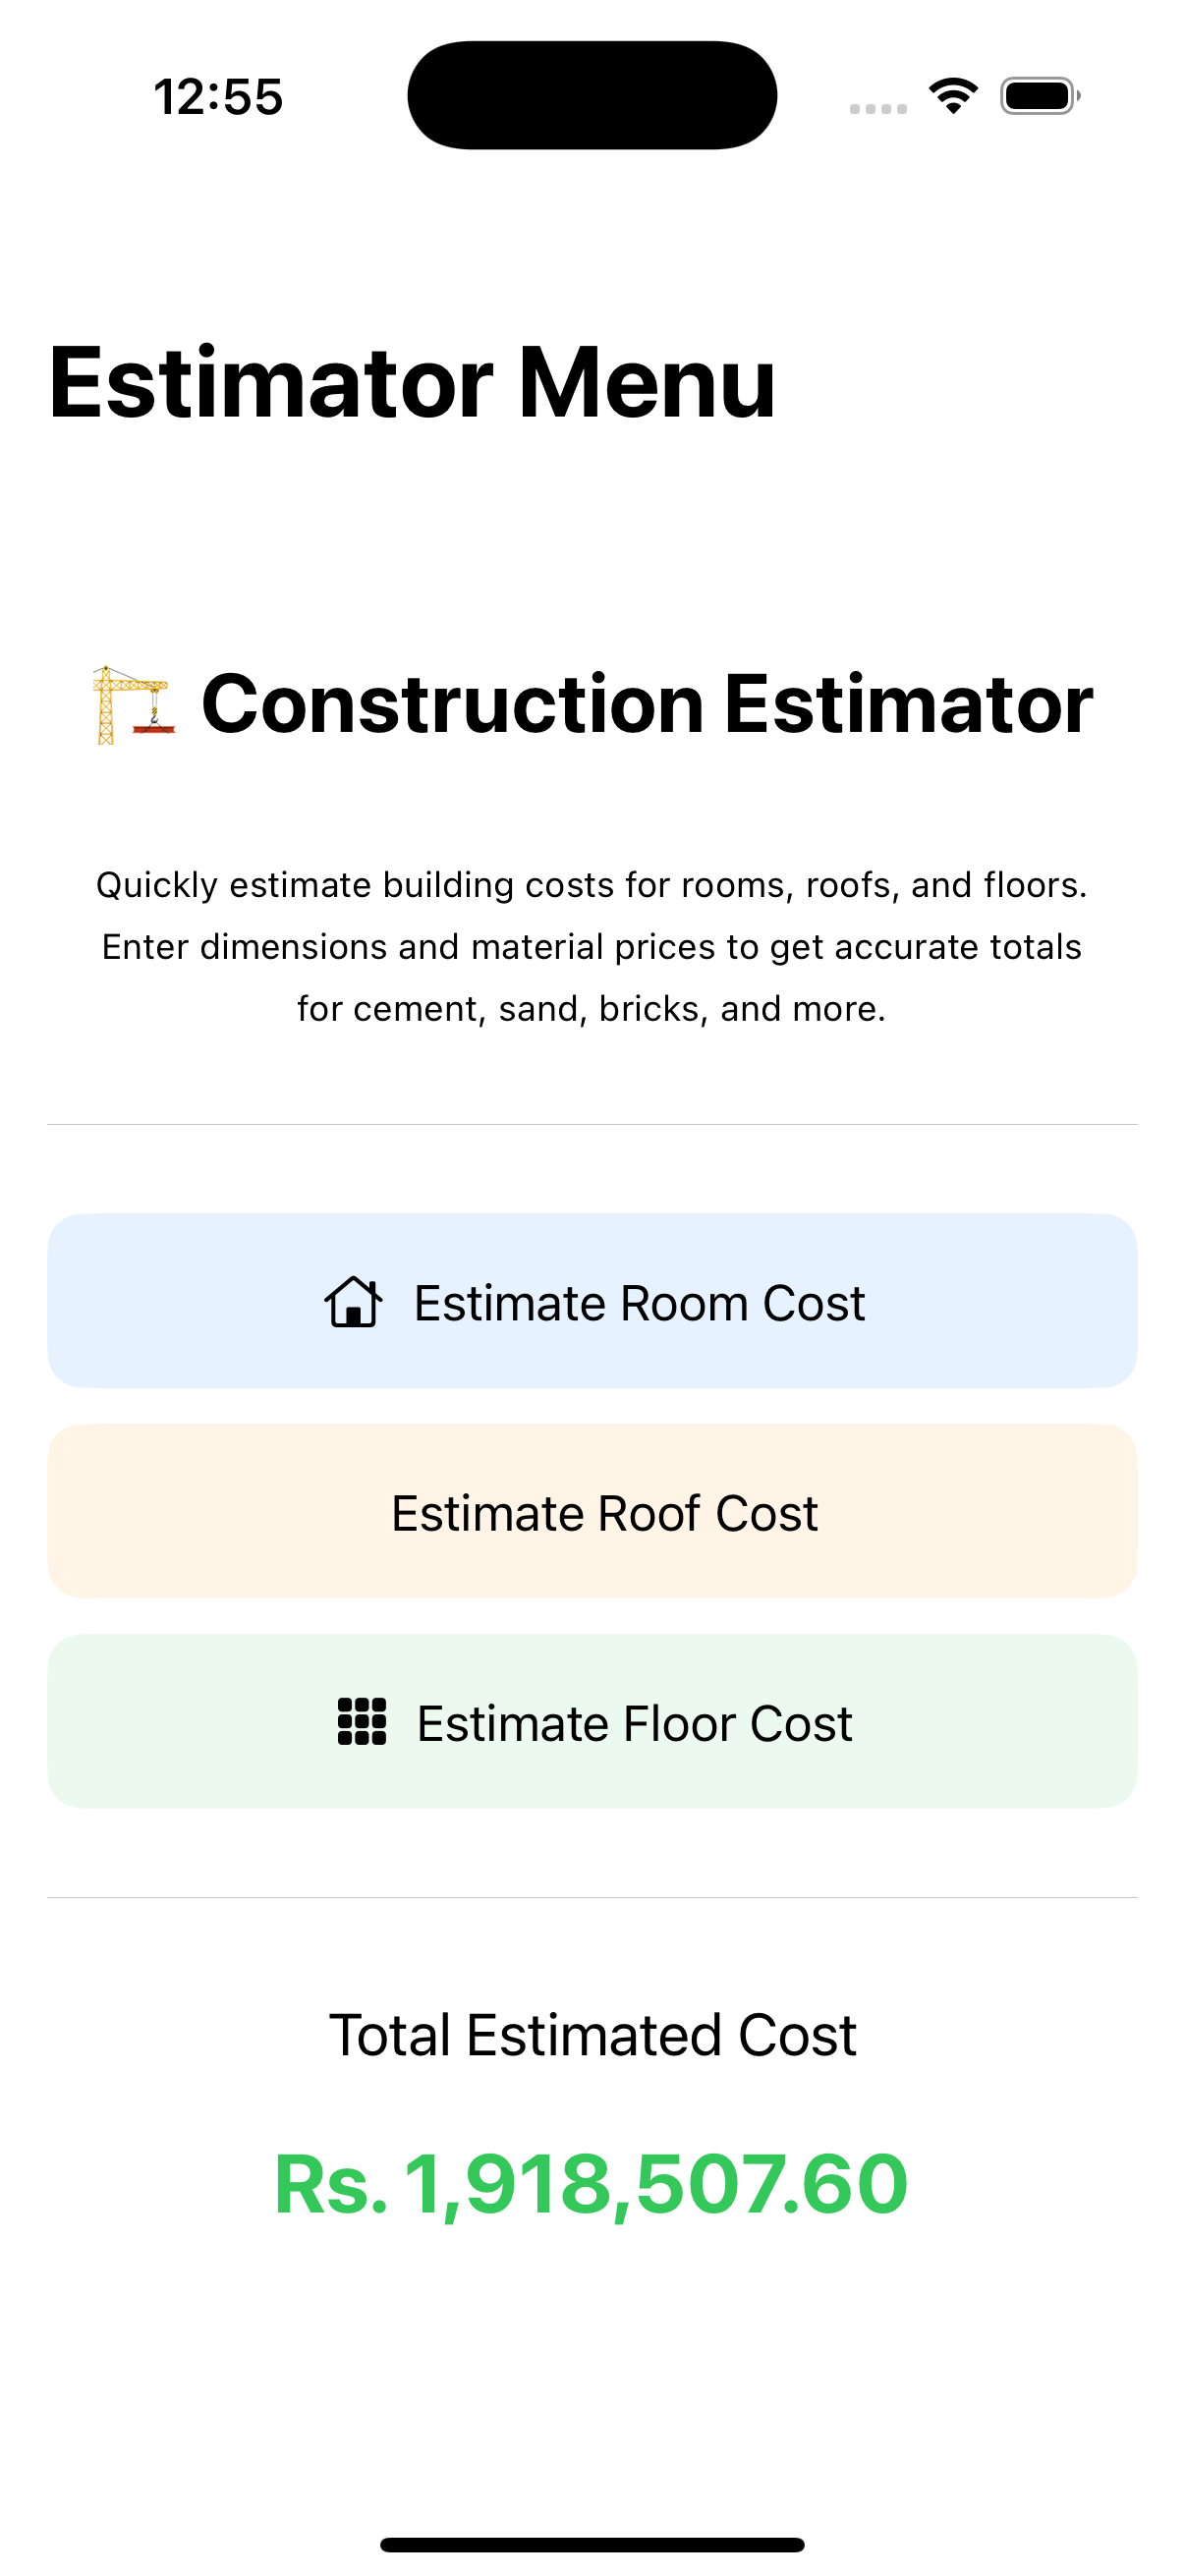 12:55
Estimator Menu
Construction Estimator
Quickly estimate building costs for rooms, roofs, and floors.
Enter dimensions and material prices to get accurate totals
for cement, sand, bricks, and more.
Estimate Room Cost
Estimate Roof Cost
Estimate Floor Cost
Total Estimated Cost
Rs. 1,918,507.60